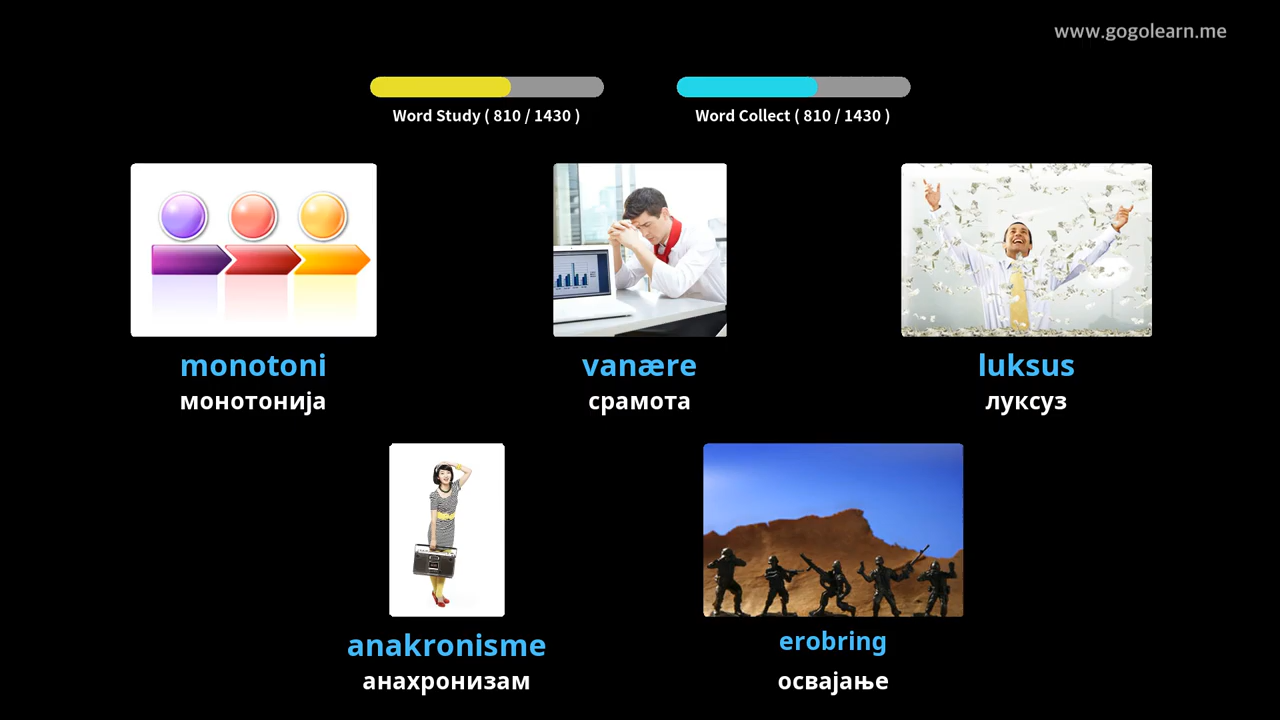 www.gogolearn.me
Word Study ( 810 / 1430 )
Word Collect ( 810 / 1430 )
monotoni
монотонија
vanære
срамота
luksus
луксуз
anakronisme
анахронизам
erobring
освајање